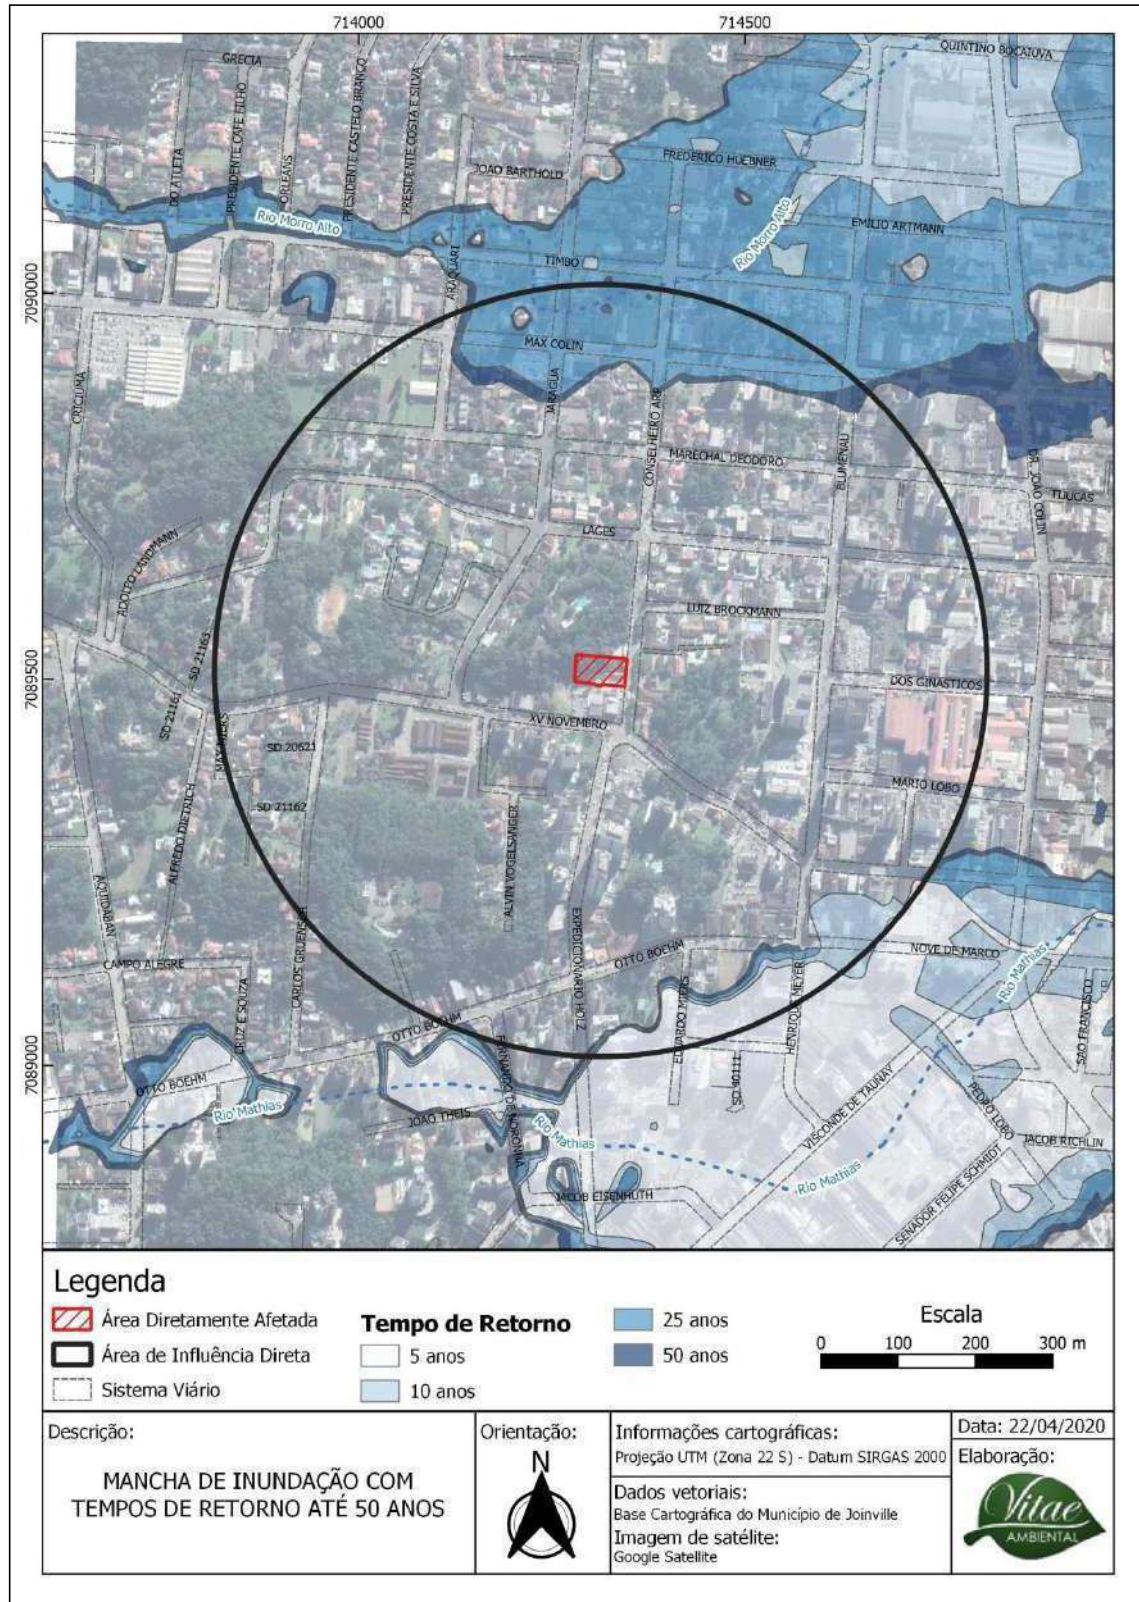 714000
714500
7090000
7089500
7089000
QUINTINO BOCAIUVA
GRECIA
DO ATLETA
PRESIDENTE CAFE FILHO
ORLEANS
PRESIDENTE CASTELO BRANCO
PRESIDENTE COSTA E SILVA
JOAO BARTHOLD
FREDERICO HUEBNER
Rio Morro Alto
Rio Morro Alto
EMILIO ARTMANN
ARAQUARI
TIMBO
MAX COLIN
CRICIUMA
JARAGUA
CONSELHEIRO ARP
BLUMENAU
MARECHAL DEODORO
DR. JOAO COLIN
TIJUCAS
LAGES
ADOLFO LANDMANN
LUIZ BROCKMANN
SD 21163
SD 21161
DOS GINASTICOS
XV NOVEMBRO
MAX MIERS
SD 20621
SD 21162
MARIO LOBO
ALFREDO DIETRICH
ALVIN VOGELSANGER
AQUIDABAN
CARLOS GRUENSCH
EXPEDICIONARIO HOLZ
OTTO BOEHM
NOVE DE MARCO
CAMPO ALEGRE
CRUZ E SOUZA
EDUARDO MIERS
HENRIQUE MEYER
Rio Mathias
SAO FRANCISCO
OTTO BOEHM
OTTO BOEHM
FERNANDO DE NORONHA
SD 90111
VISCONDE DE TAUNAY
PEDRO LOBO
Rio Mathias
JOAO THEIS
Rio Mathias
JACOB RICHLIN
Rio Mathias
JACOB EISENHUTH
SENADOR FELIPE SCHMIDT
Legenda
Área Diretamente Afetada
Área de Influência Direta
Sistema Viário
Tempo de Retorno
5 anos
10 anos
25 anos
50 anos
Escala
0 100 200 300 m
Descrição:
MANCHA DE INUNDAÇÃO COM
TEMPOS DE RETORNO ATÉ 50 ANOS
Orientação:
N
Informações cartográficas:
Projeção UTM (Zona 22 S) - Datum SIRGAS 2000
Dados vetoriais:
Base Cartográfica do Município de Joinville
Imagem de satélite:
Google Satellite
Data: 22/04/2020
Elaboração:
Vitae
AMBIENTAL